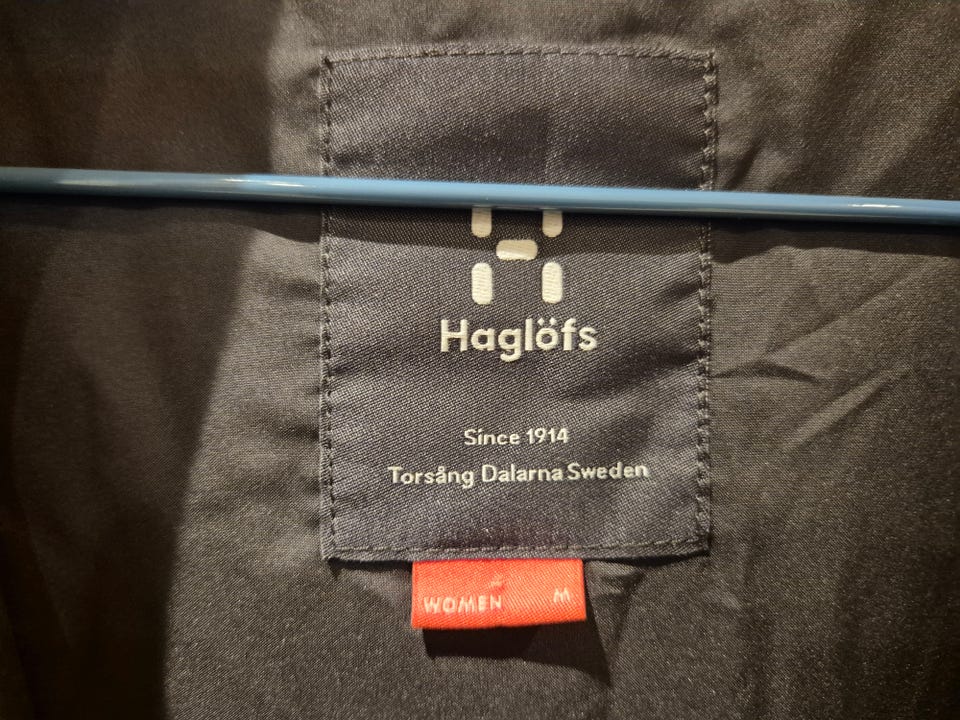 Haglöfs
Since 1914
Torsång Dalarna Sweden
WOMEN M